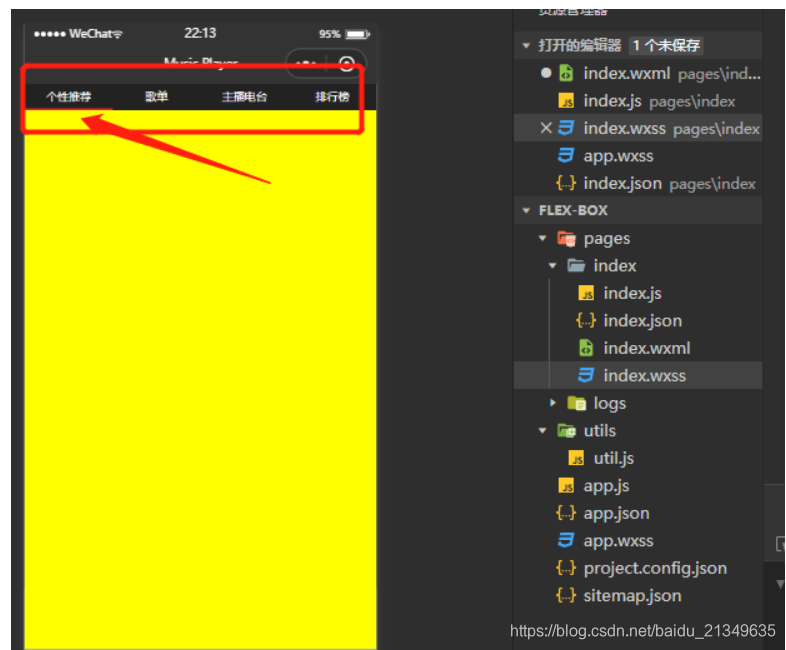 ●●●●● WeChat
22:13
95%
Music Player
个性推荐
歌单
主播电台
排行榜
资源管理器
打开的编辑器 1 个未保存
index.wxml pages\ind...
index.js pages\index
index.wxss pages\index
app.wxss
{..} index.json pages\index
FLEX-BOX
pages
index
JS index.js
{..} index.json
index.wxml
index.wxss
logs
utils
JS util.js
JS app.js
{..} app.json
app.wxss
{..} project.config.json
{..} sitemap.json
https://blog.csdn.net/baidu_21349635